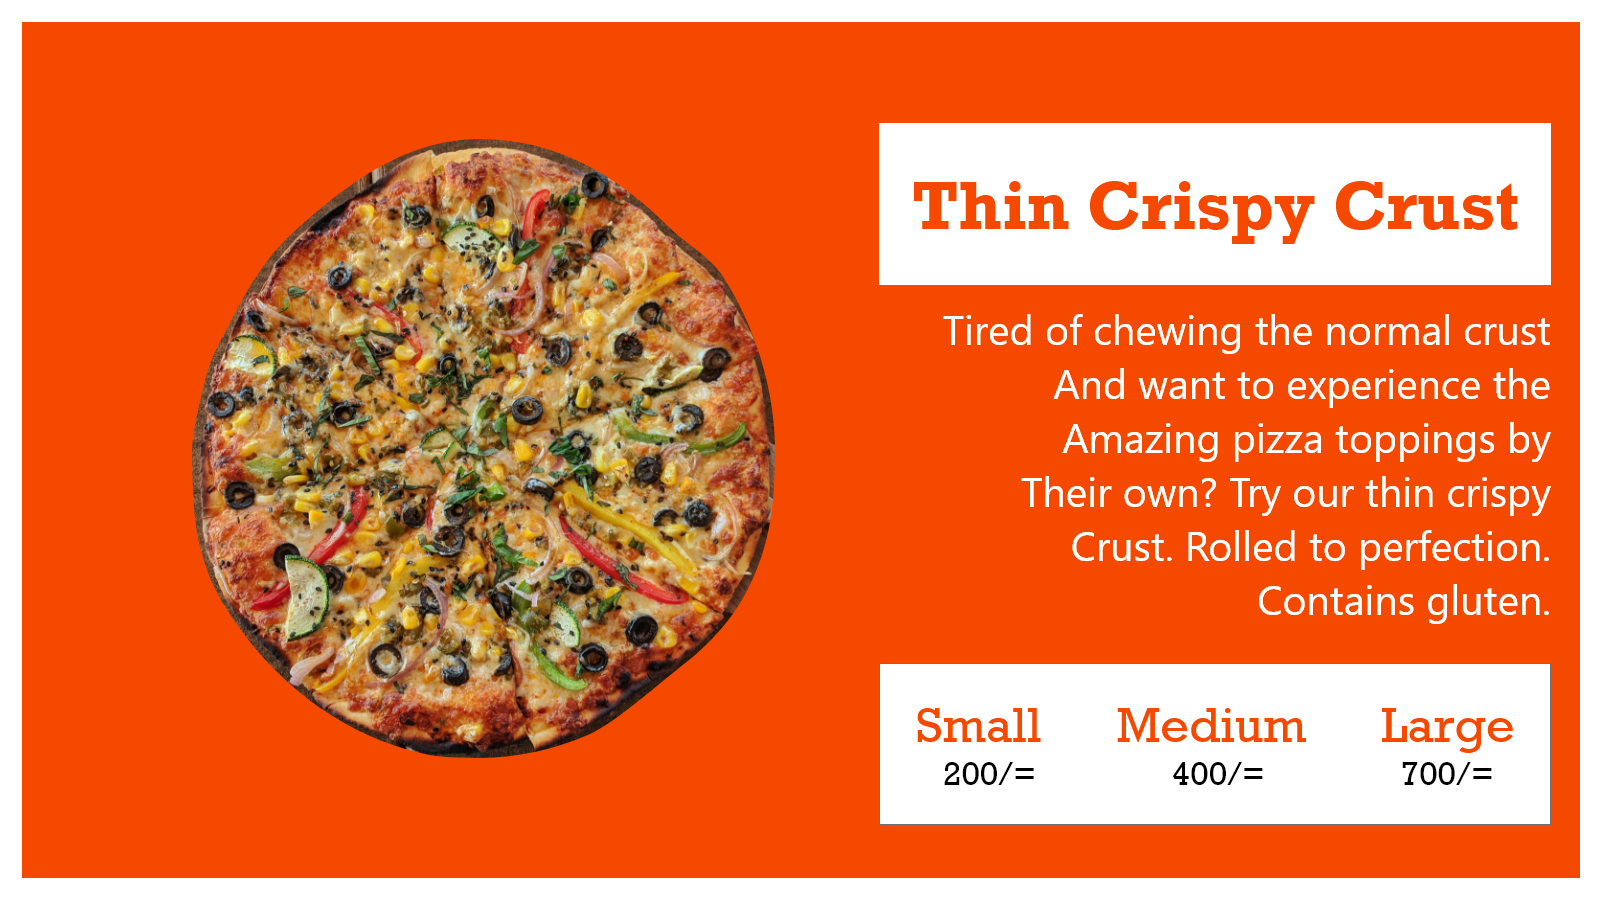 Thin Crispy Crust
Tired of chewing the normal crust
And want to experience the
Amazing pizza toppings by
Their own? Try our thin crispy
Crust. Rolled to perfection.
Contains gluten.
Small Medium Large
200/= 400/= 700/=